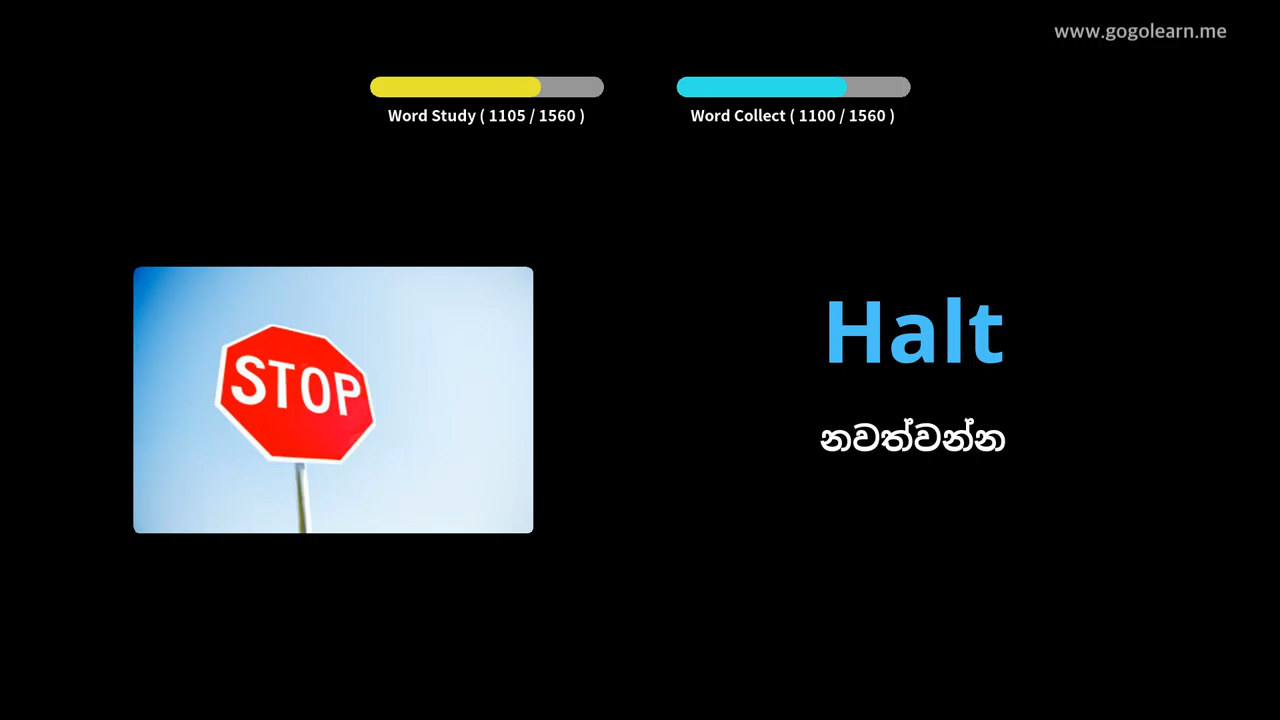 www.gogolearn.me
Word Study ( 1105 / 1560 )
Word Collect ( 1100 / 1560 )
STOP
Halt
නවත්වන්න